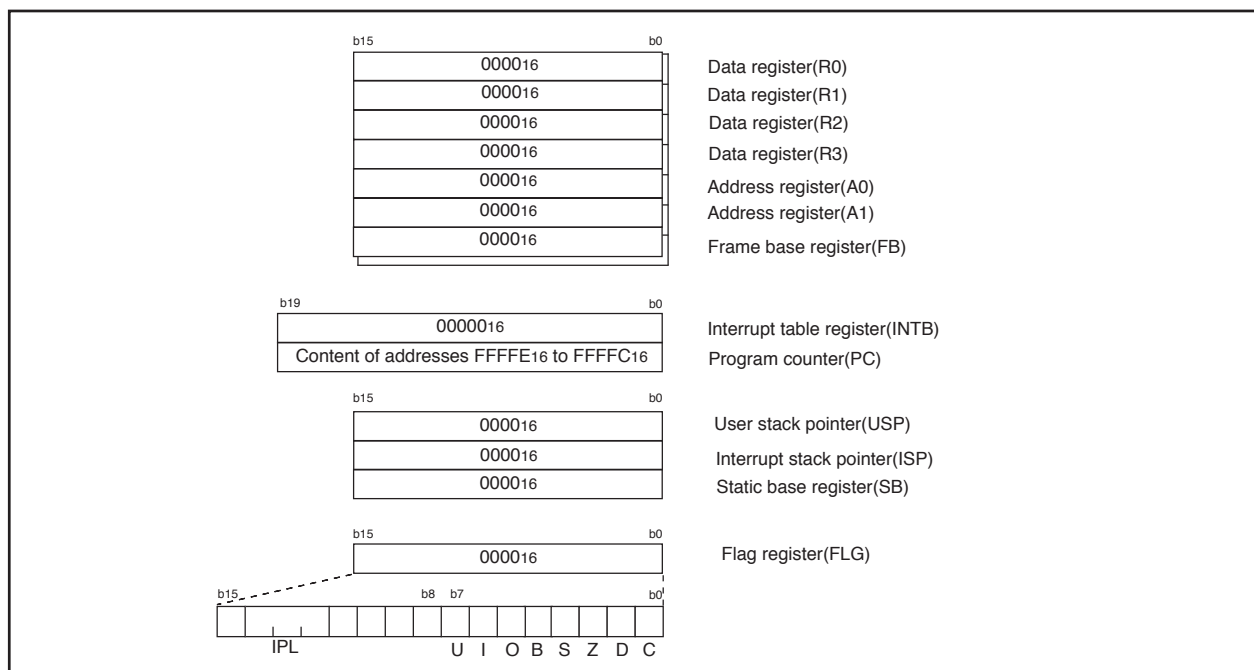 b15 b0
000016 Data register(R0)
000016 Data register(R1)
000016 Data register(R2)
000016 Data register(R3)
000016 Address register(A0)
000016 Address register(A1)
000016 Frame base register(FB)
b19 b0
0000016 Interrupt table register(INTB)
Content of addresses FFFFE16 to FFFFC16 Program counter(PC)
b15 b0
000016 User stack pointer(USP)
000016 Interrupt stack pointer(ISP)
000016 Static base register(SB)
b15 b0
000016 Flag register(FLG)
b15 b8 b7 b0
IPL U I O B S Z D C